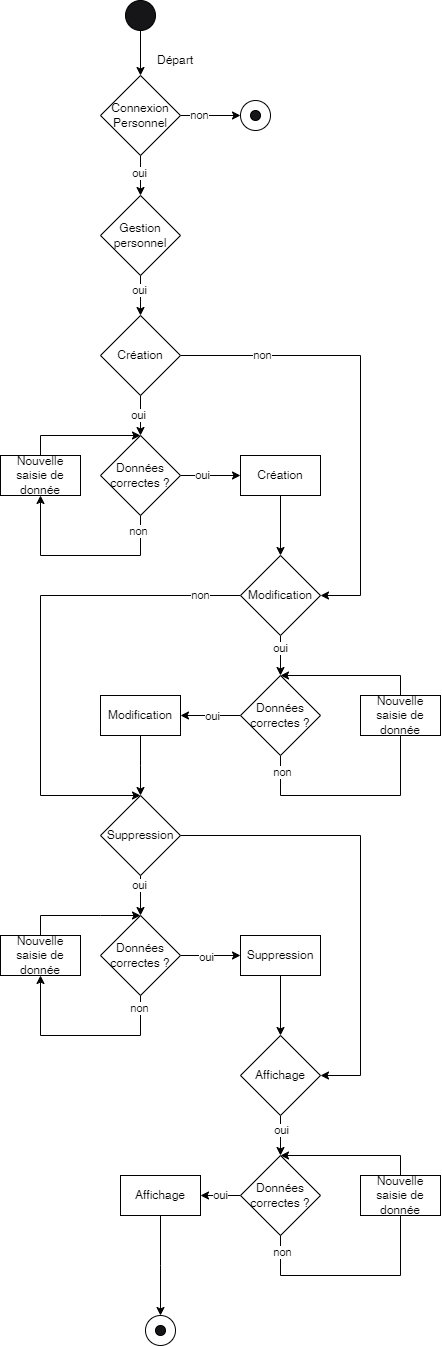 Départ
Connexion
Personnel
non
oui
Gestion
personnel
oui
Création
non
oui
Nouvelle
saisie de
donnée
Données
correctes ?
oui
Création
non
non
Modification
oui
Modification
oui
Données
correctes ?
Nouvelle
saisie de
donnée
non
Suppression
oui
Nouvelle
saisie de
donnée
Données
correctes ?
oui
Suppression
non
Affichage
oui
Affichage
oui
Données
correctes ?
Nouvelle
saisie de
donnée
non